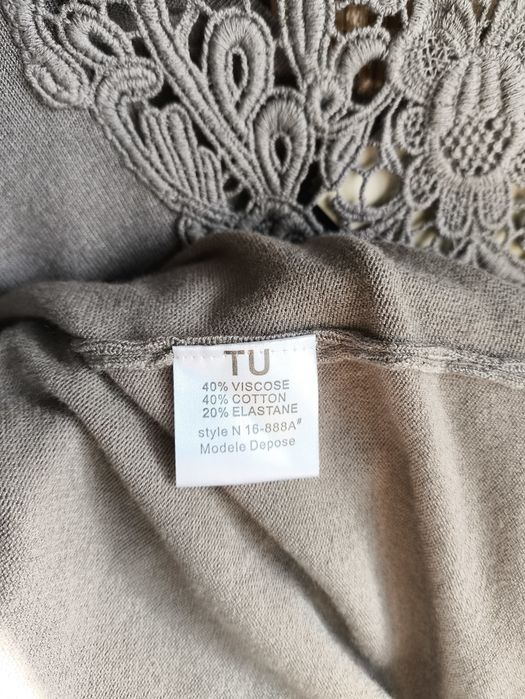 TU
40% VISCOSE
40% COTTON
20% ELASTANE
style N 16-888A#
Modele Depose